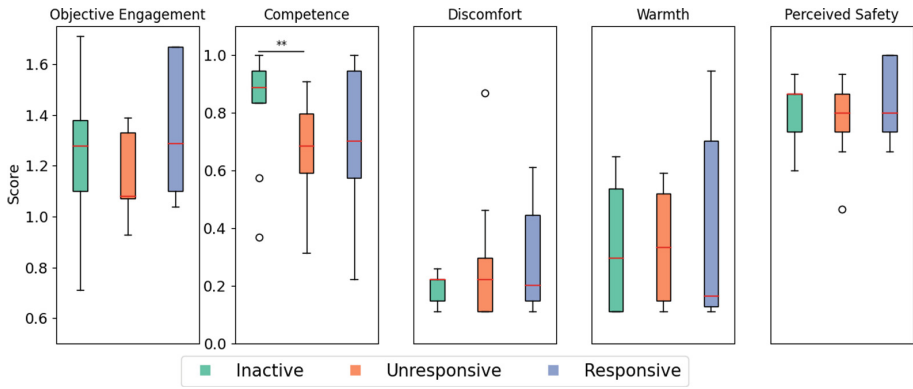 Objective Engagement
Competence
Discomfort
Warmth
Perceived Safety
Score
1.6
1.4
1.2
1.0
0.8
0.6
1.0
0.8
0.6
0.4
0.2
0.0
**
Inactive
Unresponsive
Responsive